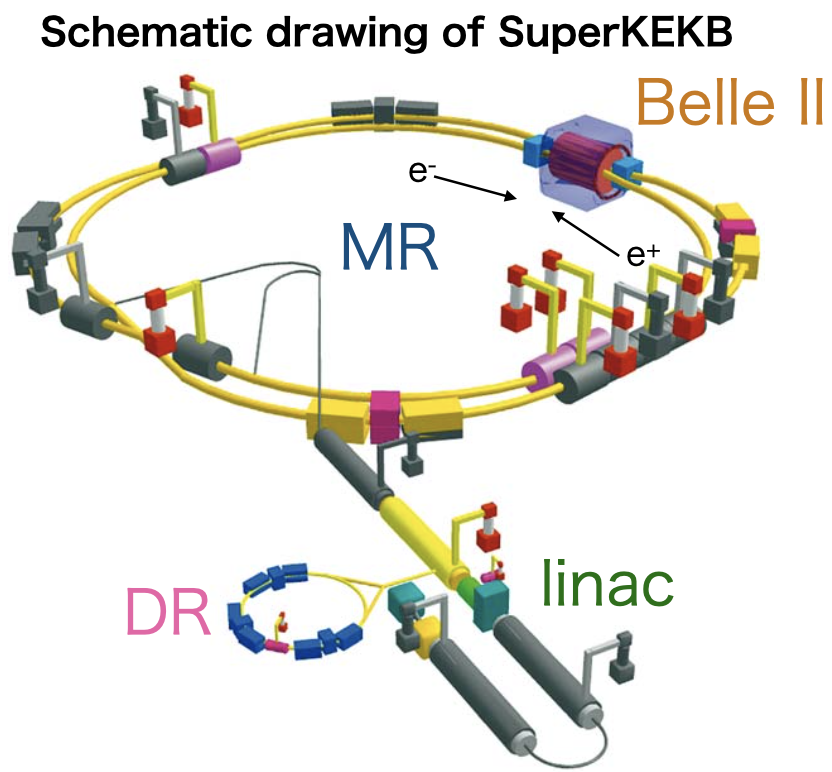 Schematic drawing of SuperKEKB
Belle II
e-
MR
e+
linac
DR